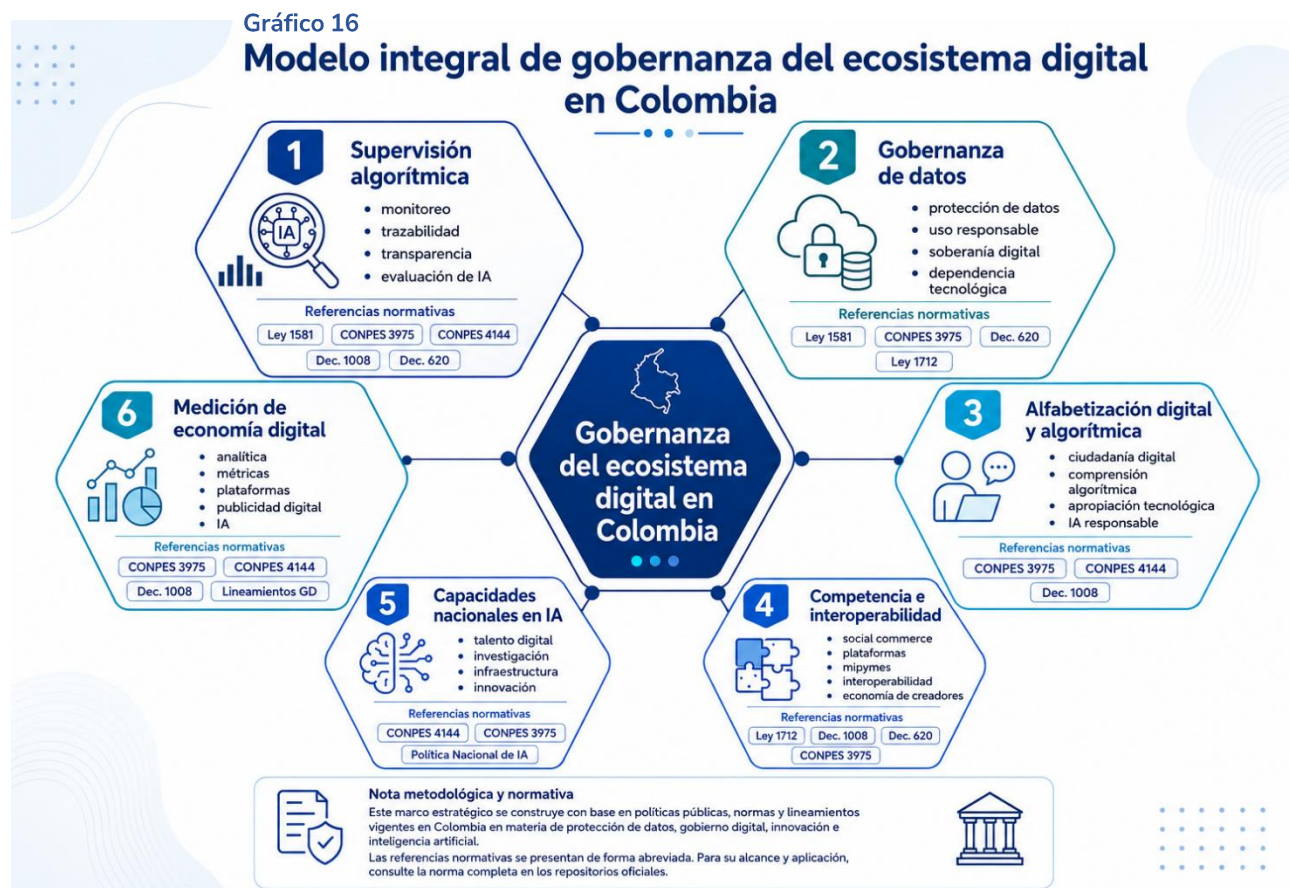 Gráfico 16
Modelo integral de gobernanza del ecosistema digital
en Colombia
1
Supervisión
algorítmica
IA
• monitoreo
• trazabilidad
• transparencia
• evaluación de IA
Referencias normativas
Ley 1581
CONPES 3975
CONPES 4144
Dec. 1008
Dec. 620
2
Gobernanza
de datos
• protección de datos
• uso responsable
• soberanía digital
• dependencia
tecnológica
Referencias normativas
Ley 1581
CONPES 3975
Dec. 620
Ley 1712
Gobernanza
del ecosistema
digital en
Colombia
3
Alfabetización digital
y algorítmica
• ciudadanía digital
• comprensión
algorítmica
• apropiación tecnológica
• IA responsable
Referencias normativas
CONPES 3975
CONPES 4144
Dec. 1008
4
Competencia e
interoperabilidad
• social commerce
• plataformas
• mipymes
• interoperabilidad
• economía de creadores
Referencias normativas
Ley 1712
Dec. 1008
Dec. 620
CONPES 3975
5
Capacidades
nacionales en IA
• talento digital
• investigación
• infraestructura
• innovación
Referencias normativas
CONPES 4144
CONPES 3975
Política Nacional de IA
6
Medición de
economía digital
• analítica
• métricas
• plataformas
• publicidad digital
• IA
Referencias normativas
CONPES 3975
CONPES 4144
Dec. 1008
Lineamientos GD
Nota metodológica y normativa
Este marco estratégico se construye con base en políticas públicas, normas y lineamientos
vigentes en Colombia en materia de protección de datos, gobierno digital, innovación e
inteligencia artificial.
Las referencias normativas se presentan de forma abreviada. Para su alcance y aplicación,
consulte la norma completa en los repositorios oficiales.